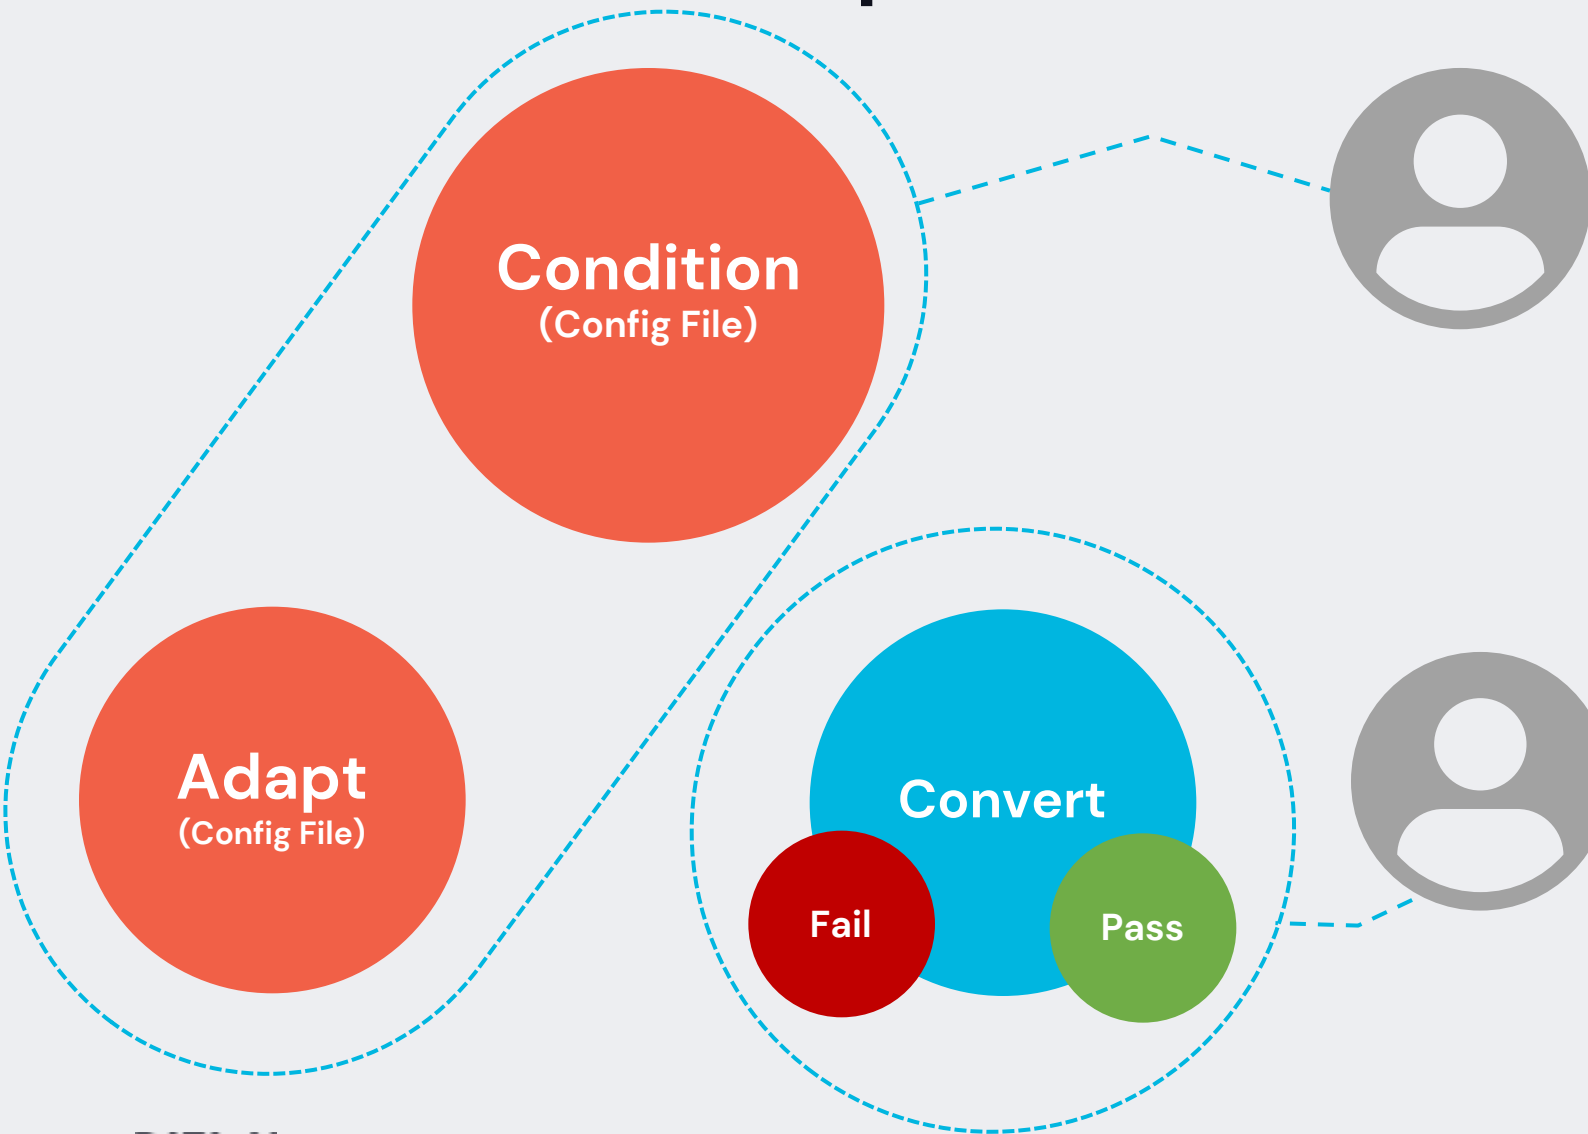 Condition
(Config File)
Adapt
(Config File)
Convert
Fail
Pass